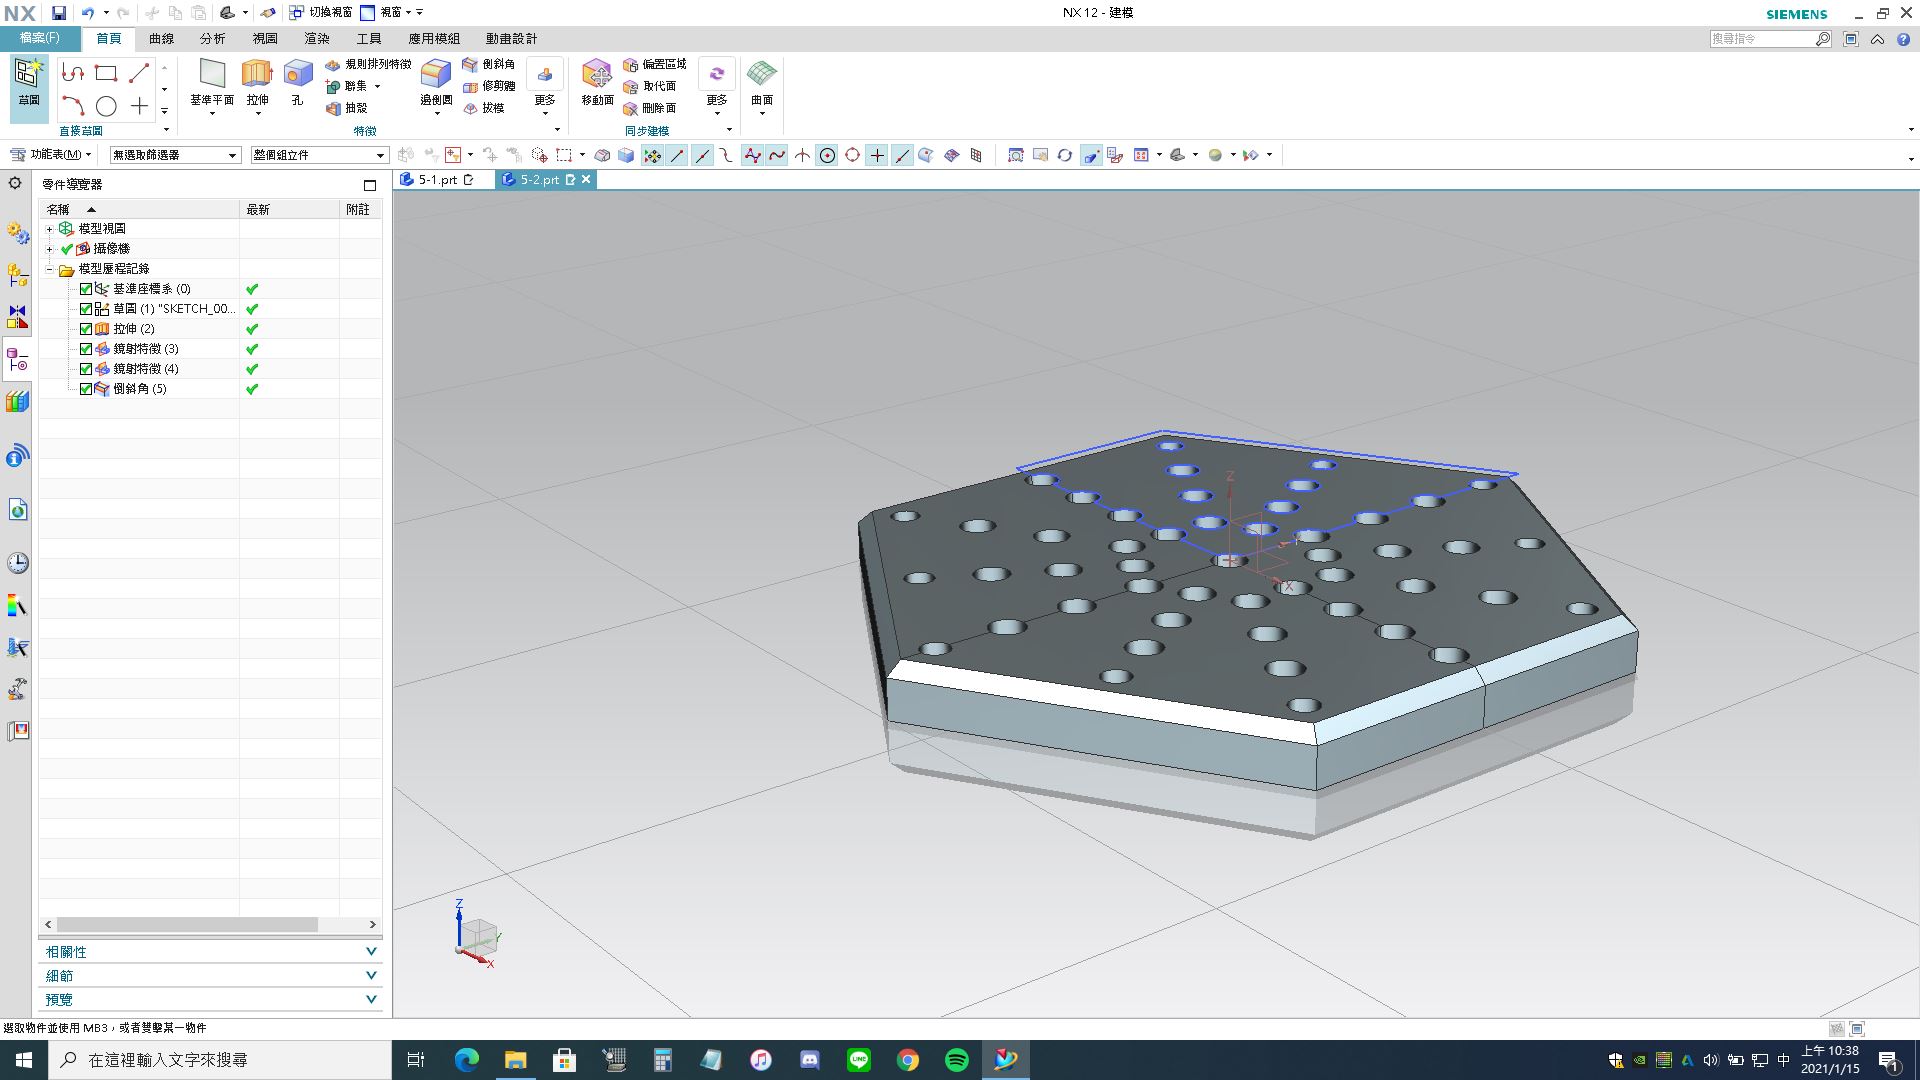 NX
切換視窗
視窗
NX 12 - 建模
SIEMENS
檔案(F)
首頁
曲線
分析
視圖
渲染
工具
應用模組
動畫設計
搜尋指令
草圖
直接草圖
基準平面
拉伸
孔
規則排列特徵
聯集
抽殼
邊倒圓
倒斜角
修剪體
拔模
更多
特徵
移動面
偏置區域
取代面
刪除面
更多
同步建模
曲面
功能表(M)
無選取篩選器
整個組立件
零件導覽器
5-1.prt
5-2.prt
名稱
最新
附註
模型視圖
攝像機
模型歷程記錄
基準座標系 (0)
草圖 (1) "SKETCH_00...
拉伸 (2)
鏡射特徵 (3)
鏡射特徵 (4)
倒斜角 (5)
Z
X
Z
Y
X
相關性
細節
預覽
選取物件並使用 MB3，或者雙擊某一物件
在這裡輸入文字來搜尋
LINE
中
上午 10:38
2021/1/15
1